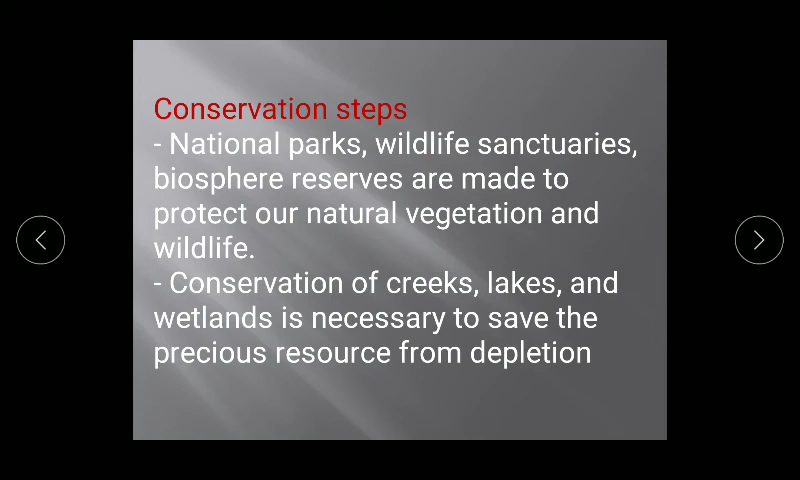 Conservation steps
- National parks, wildlife sanctuaries,
biosphere reserves are made to
protect our natural vegetation and
wildlife.
- Conservation of creeks, lakes, and
wetlands is necessary to save the
precious resource from depletion